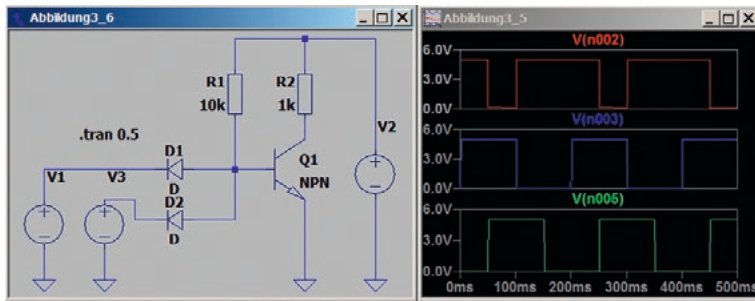 Abbildung3_6
R1
10k
R2
1k
V2
.tran 0.5
D1
D
V1
V3
D2
D
Q1
NPN
Abbildung3_5
V(n002)
6.0V
3.0V
0.0V
V(n003)
6.0V
3.0V
0.0V
V(n005)
6.0V
3.0V
0.0V
0ms
100ms
200ms
300ms
400ms
500ms